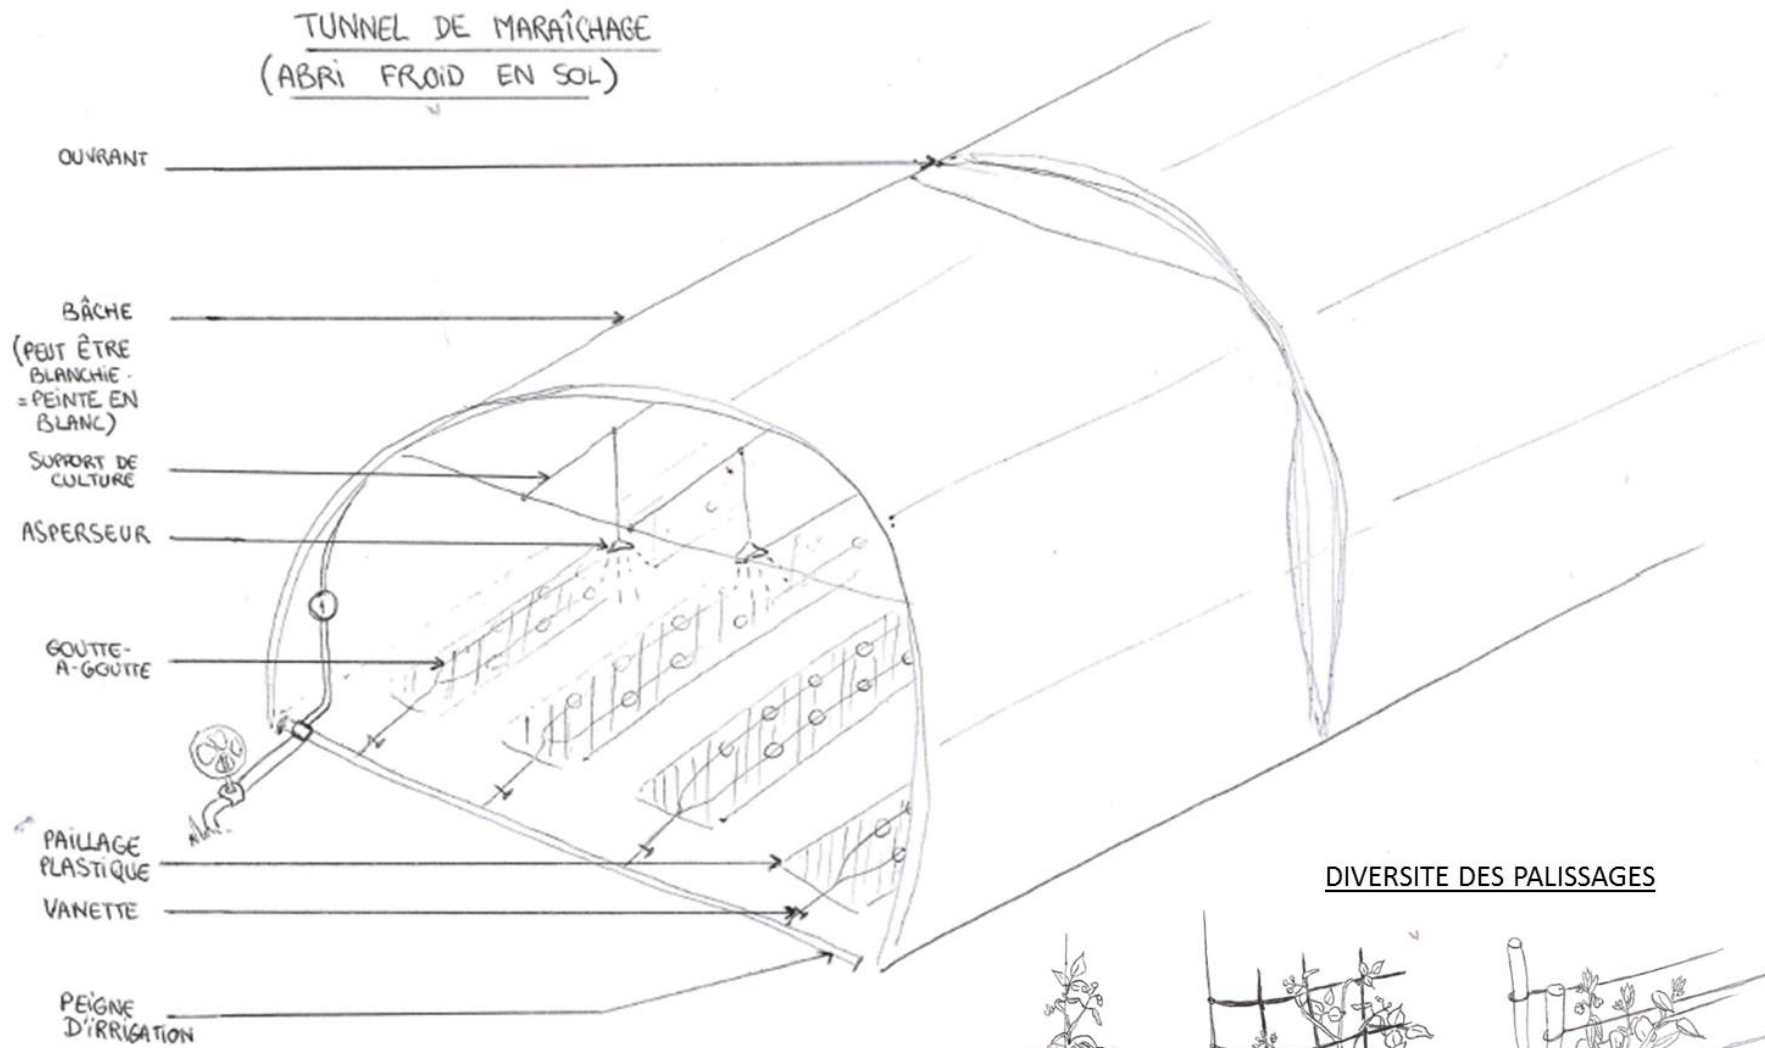 TUNNEL DE MARAÎCHAGE
(ABRI FROID EN SOL)
OUVRANT
BÂCHE
(PEUT ÊTRE
BLANCHIE
= PEINTE EN
BLANC)
SUPPORT DE
CULTURE
ASPERSEUR
GOUTTE-
A-GOUTTE
PAILLAGE
PLASTIQUE
VANETTE
PEIGNE
D'IRRIGATION
DIVERSITE DES PALISSAGES